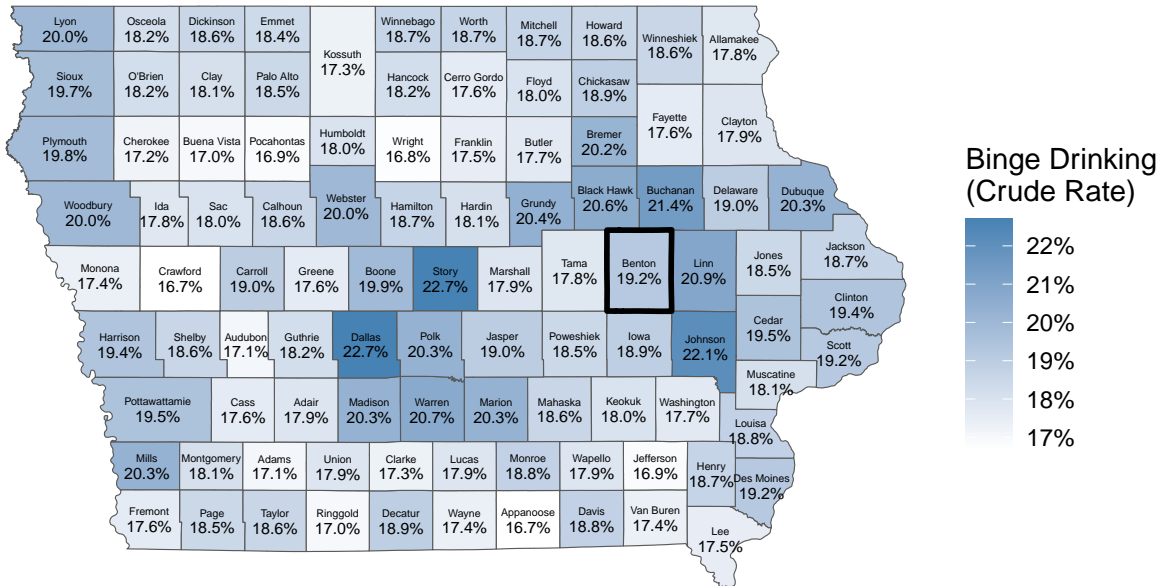 Lyon
20.0%
Osceola
18.2%
Dickinson
18.6%
Emmet
18.4%
Kossuth
17.3%
Winnebago
18.7%
Worth
18.7%
Mitchell
18.7%
Howard
18.6%
Winneshiek
18.6%
Allamakee
17.8%
Sioux
19.7%
O'Brien
18.2%
Clay
18.1%
Palo Alto
18.5%
Hancock
18.2%
Cerro Gordo
17.6%
Floyd
18.0%
Chickasaw
18.9%
Fayette
17.6%
Clayton
17.9%
Plymouth
19.8%
Cherokee
17.2%
Buena Vista
17.0%
Pocahontas
16.9%
Humboldt
18.0%
Wright
16.8%
Franklin
17.5%
Butler
17.7%
Bremer
20.2%
Woodbury
20.0%
Ida
17.8%
Sac
18.0%
Calhoun
18.6%
Webster
20.0%
Hamilton
18.7%
Hardin
18.1%
Grundy
20.4%
Black Hawk
20.6%
Buchanan
21.4%
Delaware
19.0%
Dubuque
20.3%
Monona
17.4%
Crawford
16.7%
Carroll
19.0%
Greene
17.6%
Boone
19.9%
Story
22.7%
Marshall
17.9%
Tama
17.8%
Benton
19.2%
Linn
20.9%
Jones
18.5%
Jackson
18.7%
Clinton
19.4%
Harrison
19.4%
Shelby
18.6%
Audubon
17.1%
Guthrie
18.2%
Dallas
22.7%
Polk
20.3%
Jasper
19.0%
Poweshiek
18.5%
Iowa
18.9%
Johnson
22.1%
Cedar
19.5%
Scott
19.2%
Muscatine
18.1%
Pottawattamie
19.5%
Cass
17.6%
Adair
17.9%
Madison
20.3%
Warren
20.7%
Marion
20.3%
Mahaska
18.6%
Keokuk
18.0%
Washington
17.7%
Louisa
18.8%
Mills
20.3%
Montgomery
18.1%
Adams
17.1%
Union
17.9%
Clarke
17.3%
Lucas
17.9%
Monroe
18.8%
Wapello
17.9%
Jefferson
16.9%
Henry
18.7%
Des Moines
19.2%
Fremont
17.6%
Page
18.5%
Taylor
18.6%
Ringgold
17.0%
Decatur
18.9%
Wayne
17.4%
Appanoose
16.7%
Davis
18.8%
Van Buren
17.4%
Lee
17.5%
Binge Drinking
(Crude Rate)
22%
21%
20%
19%
18%
17%